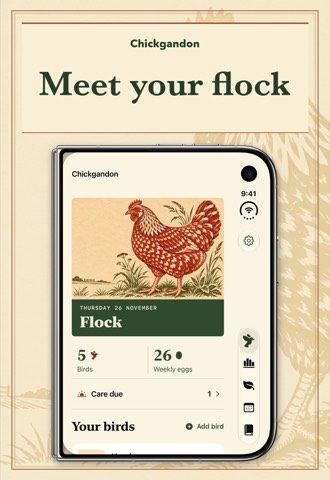 Chickgandon
Meet your flock
Chickgandon
9:41
THURSDAY 26 NOVEMBER
Flock
5
Birds
26
Weekly eggs
Care due
1
Your birds
Add bird